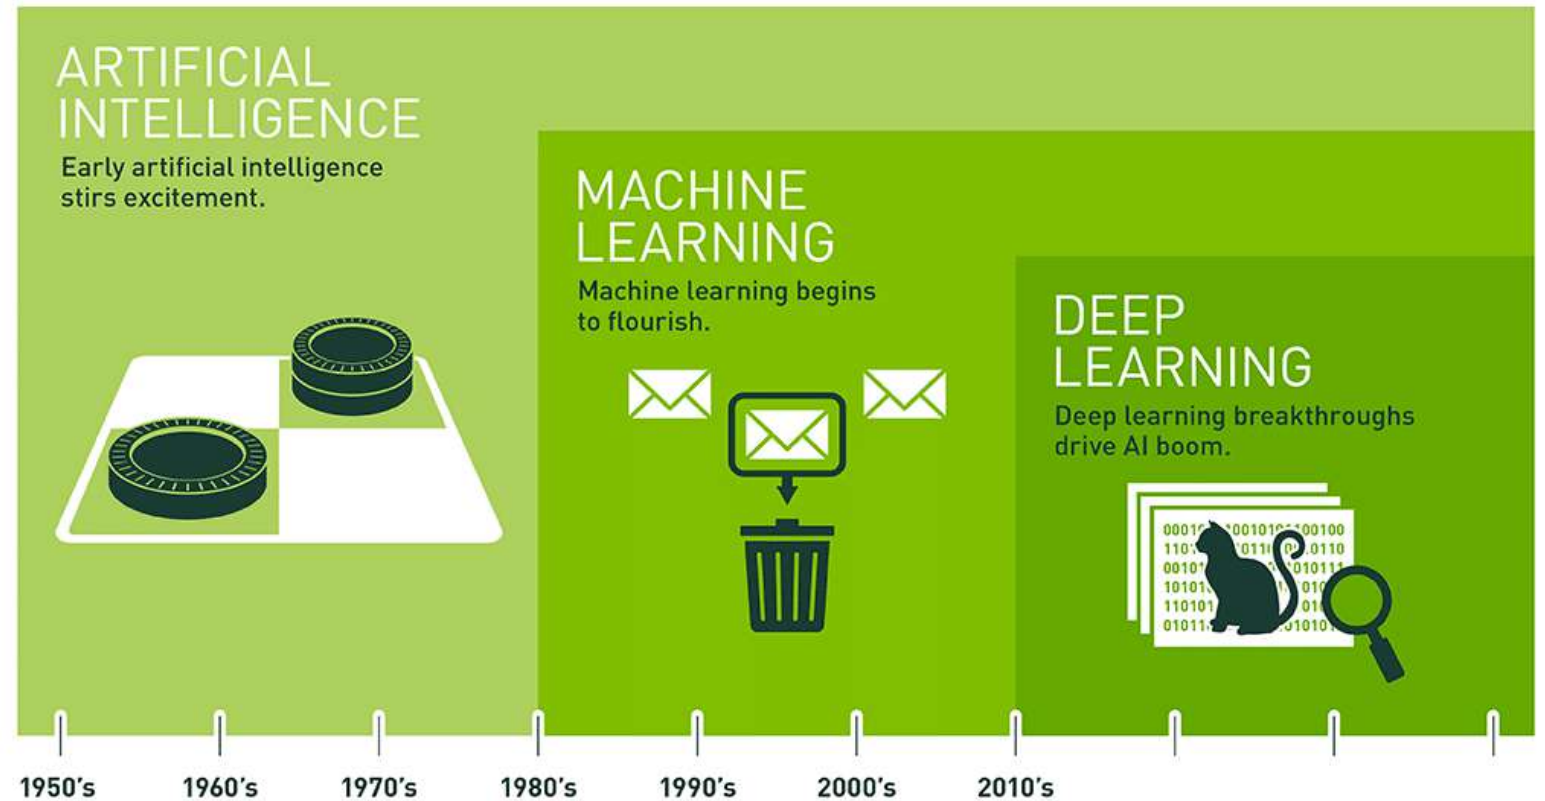 ARTIFICIAL
INTELLIGENCE
Early artificial intelligence
stirs excitement.
MACHINE
LEARNING
Machine learning begins
to flourish.
DEEP
LEARNING
Deep learning breakthroughs
drive AI boom.
1950's 1960's 1970's 1980's 1990's 2000's 2010's